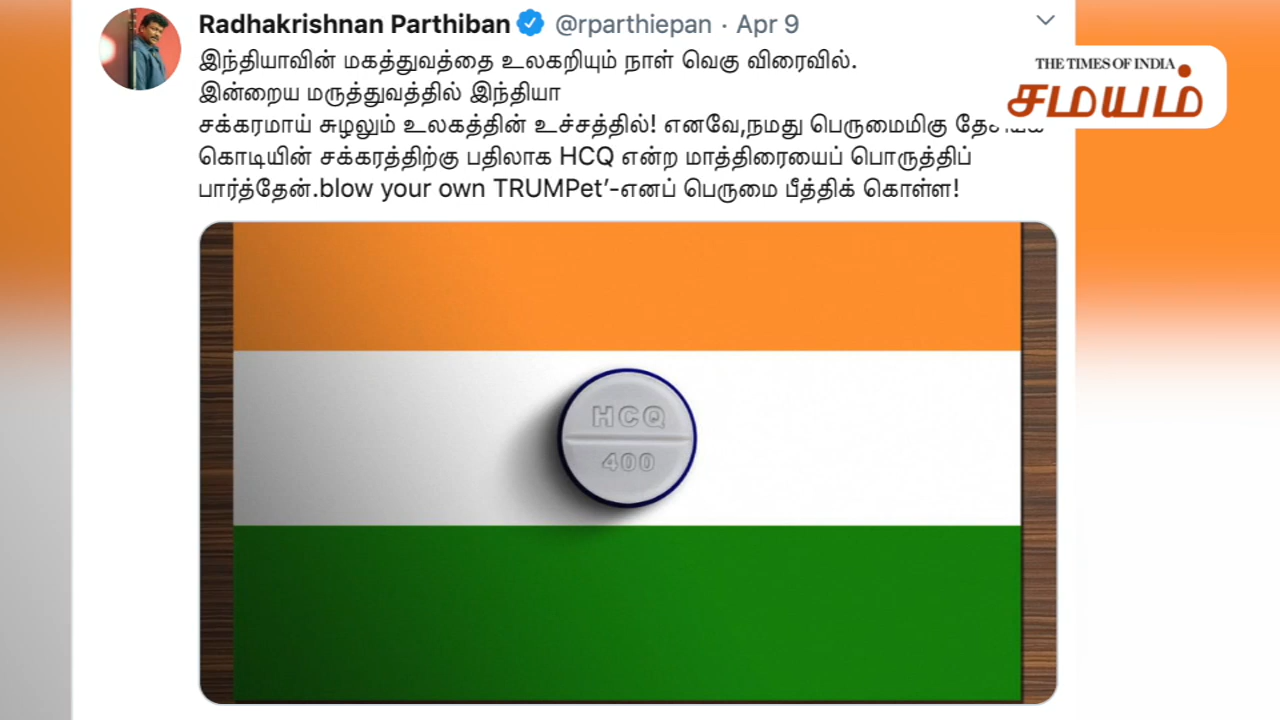 Radhakrishnan Parthiban @rparthiepan · Apr 9
இந்தியாவின் மகத்துவத்தை உலகறியும் நாள் வெகு விரைவில்.
இன்றைய மருத்துவத்தில் இந்தியா
சக்கரமாய் சுழலும் உலகத்தின் உச்சத்தில்! எனவே,நமது பெருமைமிகு
கொடியின் சக்கரத்திற்கு பதிலாக HCQ என்ற மாத்திரையைப் பொருத்திப்
பார்த்தேன்.blow your own TRUMPet’-எனப் பெருமை பீத்திக் கொள்ள!
THE TIMES OF INDIA
சமயம்
HCQ
400